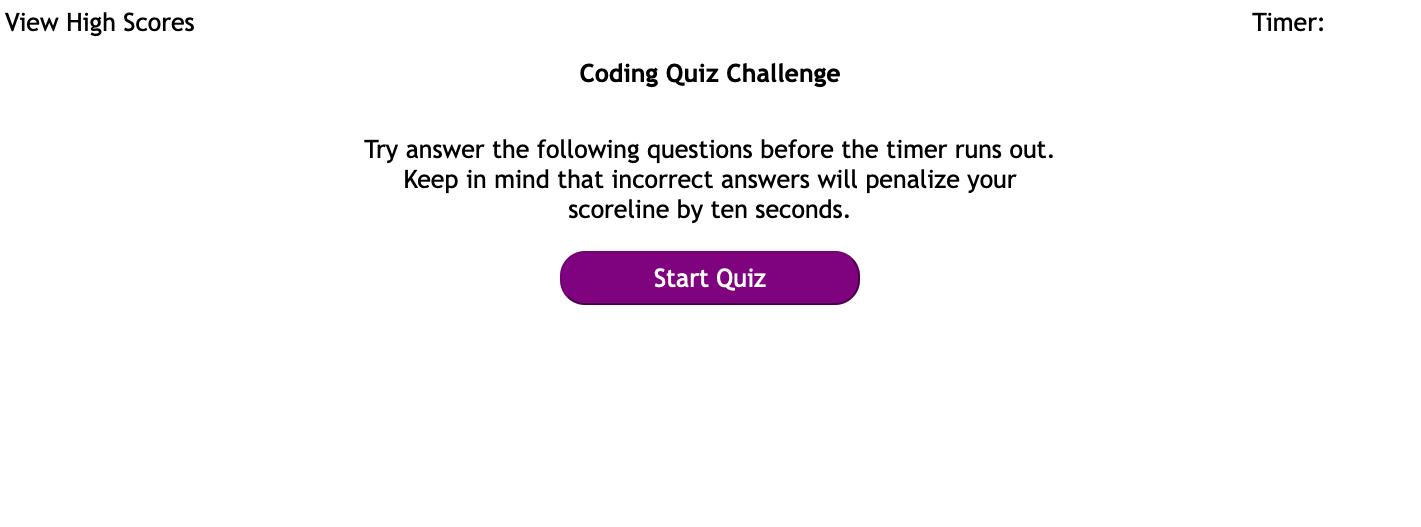 View High Scores
Timer:
Coding Quiz Challenge
Try answer the following questions before the timer runs out.
Keep in mind that incorrect answers will penalize your
scoreline by ten seconds.
Start Quiz